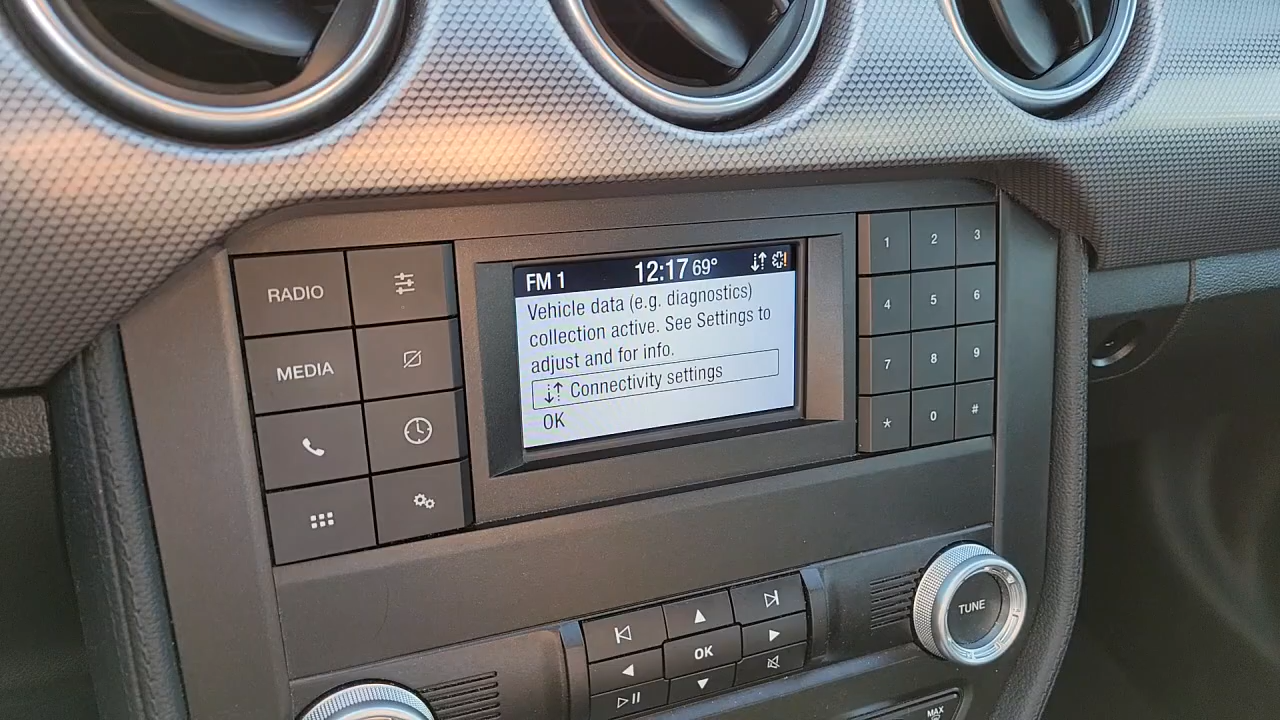 FM 1 12:17 69°
Vehicle data (e.g. diagnostics)
collection active. See Settings to
adjust and for info.
Connectivity settings
OK
RADIO
MEDIA
1 2 3
4 5 6
7 8 9
* 0 #
OK
TUNE
MAX